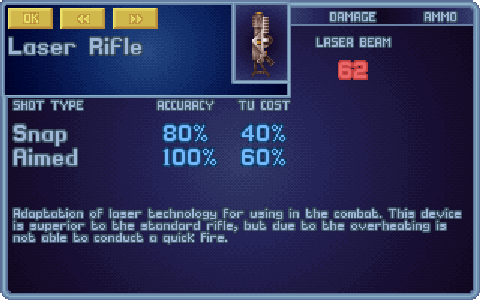 OK
Laser Rifle
DAMAGE AMMO
LASER BEAM
62
SHOT TYPE ACCURACY TU COST
Snap 80% 40%
Aimed 100% 60%
Adaptation of laser technology for using in the combat. This device
is superior to the standard rifle, but due to the overheating is
not able to conduct a quick fire.